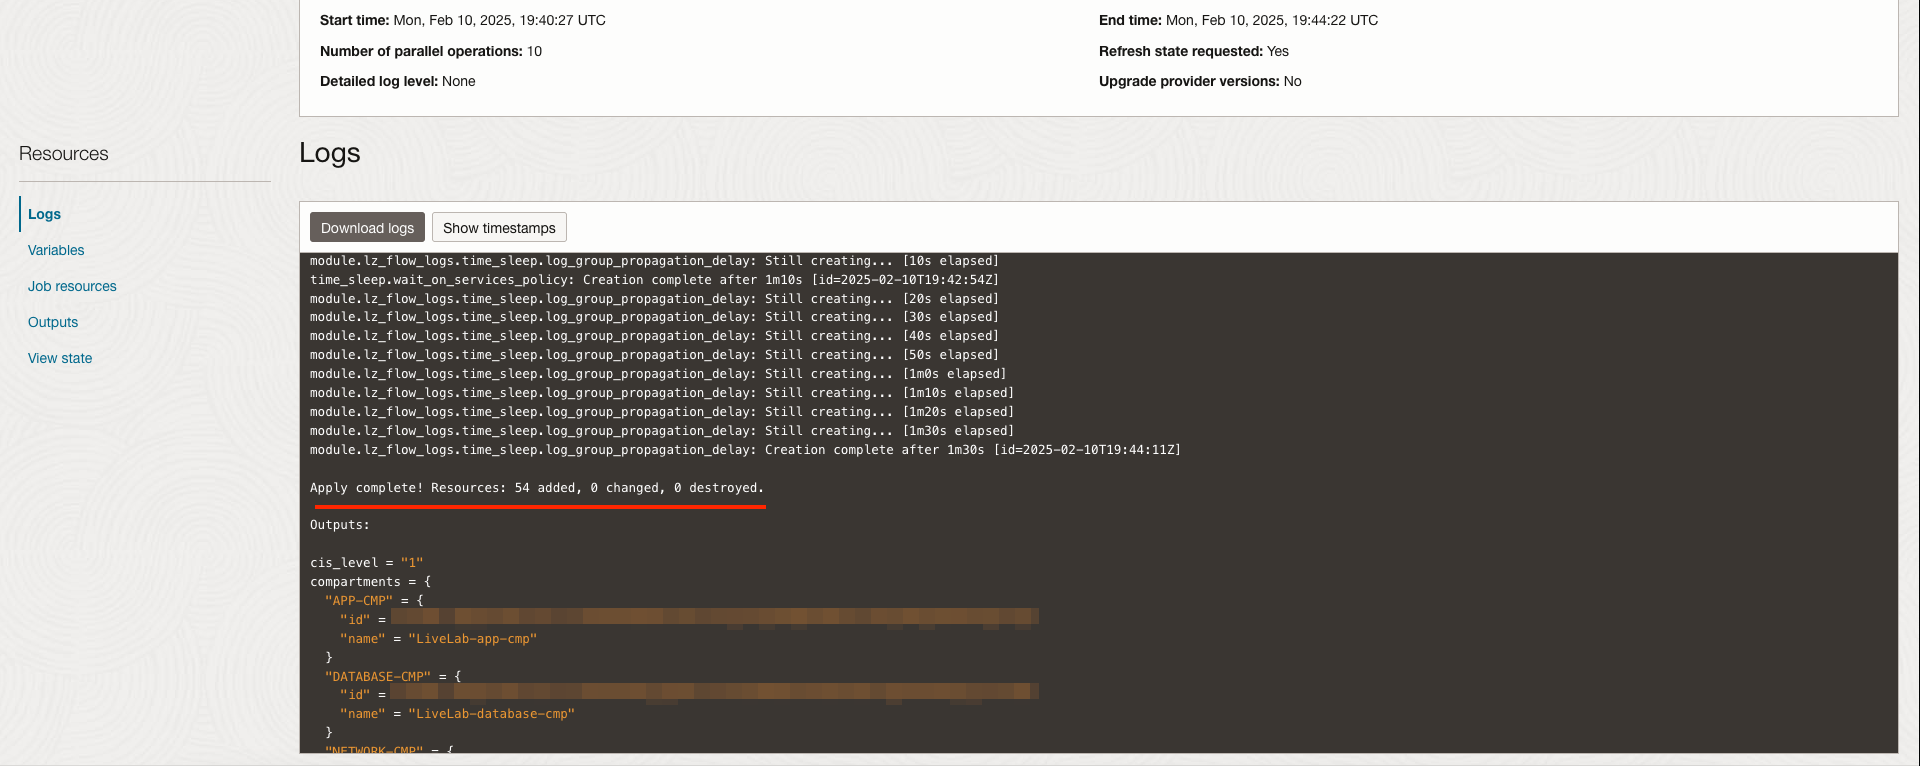 Start time: Mon, Feb 10, 2025, 19:40:27 UTC
End time: Mon, Feb 10, 2025, 19:44:22 UTC
Number of parallel operations: 10
Refresh state requested: Yes
Detailed log level: None
Upgrade provider versions: No
Resources
Logs
Variables
Job resources
Outputs
View state
Logs
Download logs
Show timestamps
module.lz_flow_logs.time_sleep.log_group_propagation_delay: Still creating... [10s elapsed]
time_sleep.wait_on_services_policy: Creation complete after 1m10s [id=2025-02-10T19:42:54Z]
module.lz_flow_logs.time_sleep.log_group_propagation_delay: Still creating... [20s elapsed]
module.lz_flow_logs.time_sleep.log_group_propagation_delay: Still creating... [30s elapsed]
module.lz_flow_logs.time_sleep.log_group_propagation_delay: Still creating... [40s elapsed]
module.lz_flow_logs.time_sleep.log_group_propagation_delay: Still creating... [50s elapsed]
module.lz_flow_logs.time_sleep.log_group_propagation_delay: Still creating... [1m0s elapsed]
module.lz_flow_logs.time_sleep.log_group_propagation_delay: Still creating... [1m10s elapsed]
module.lz_flow_logs.time_sleep.log_group_propagation_delay: Still creating... [1m20s elapsed]
module.lz_flow_logs.time_sleep.log_group_propagation_delay: Still creating... [1m30s elapsed]
module.lz_flow_logs.time_sleep.log_group_propagation_delay: Creation complete after 1m30s [id=2025-02-10T19:44:11Z]
Apply complete! Resources: 54 added, 0 changed, 0 destroyed.
Outputs:
cis_level = "1"
compartments = {
"APP-CMP" = {
"id" =
"name" = "LiveLab-app-cmp"
}
"DATABASE-CMP" = {
"id" =
"name" = "LiveLab-database-cmp"
}
"NETWORK-CMP" = {